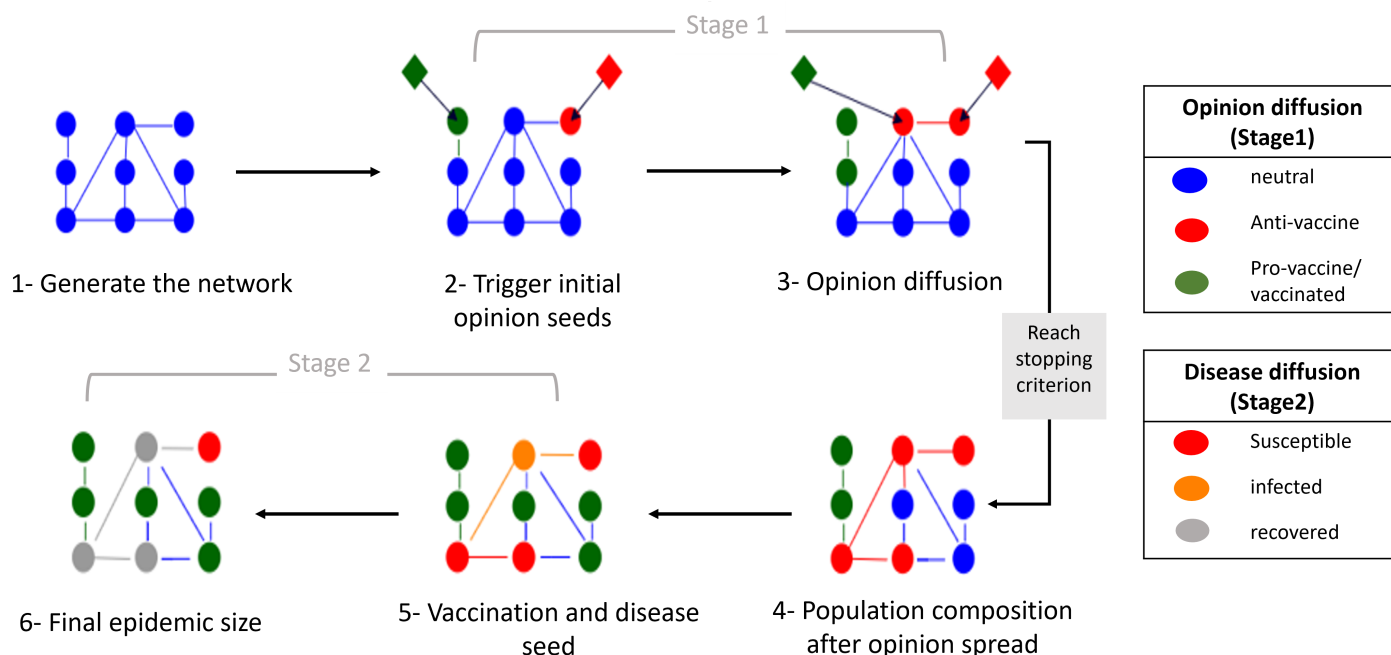 Stage 1
1- Generate the network
2- Trigger initial
opinion seeds
3- Opinion diffusion
Opinion diffusion
(Stage1)
neutral
Anti-vaccine
Pro-vaccine/
vaccinated
Reach
stopping
criterion
Stage 2
Disease diffusion
(Stage2)
Susceptible
infected
recovered
6- Final epidemic size
5- Vaccination and disease
seed
4- Population composition
after opinion spread